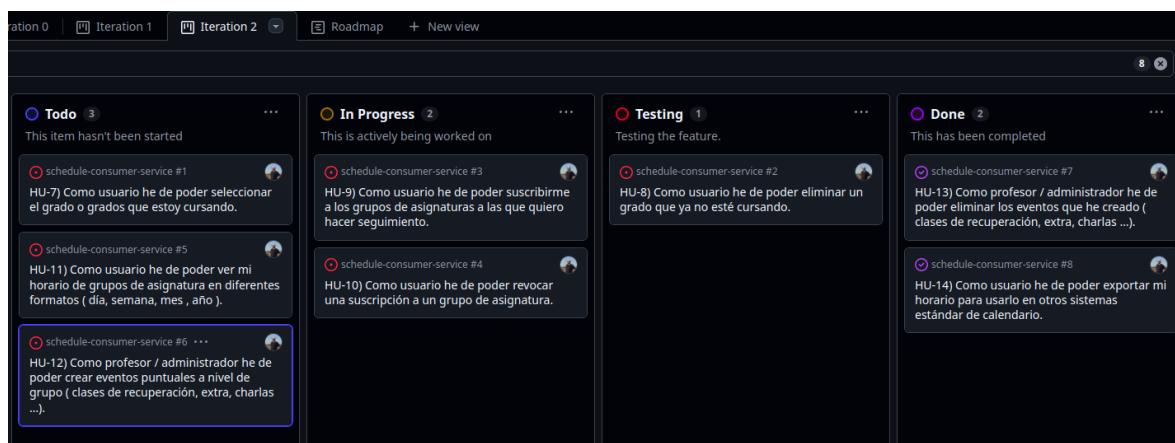 ration 0
Iteration 1
Iteration 2
Roadmap
+ New view
8
Todo 3
This item hasn't been started
schedule-consumer-service #1
HU-7) Como usuario he de poder seleccionar
el grado o grados que estoy cursando.
schedule-consumer-service #5
HU-11) Como usuario he de poder ver mi
horario de grupos de asignatura en diferentes
formatos ( día, semana, mes , año ).
schedule-consumer-service #6 ...
HU-12) Como profesor / administrador he de
poder crear eventos puntuales a nivel de
grupo ( clases de recuperación, extra, charlas
...).
In Progress 2
This is actively being worked on
schedule-consumer-service #3
HU-9) Como usuario he de poder suscribirme
a los grupos de asignaturas a las que quiero
hacer seguimiento.
schedule-consumer-service #4
HU-10) Como usuario he de poder revocar
una suscripción a un grupo de asignatura.
Testing 1
Testing the feature.
schedule-consumer-service #2
HU-8) Como usuario he de poder eliminar un
grado que ya no esté cursando.
Done 2
This has been completed
schedule-consumer-service #7
HU-13) Como profesor / administrador he de
poder eliminar los eventos que he creado (
clases de recuperación, extra, charlas ...).
schedule-consumer-service #8
HU-14) Como usuario he de poder exportar mi
horario para usarlo en otros sistemas
estándar de calendario.